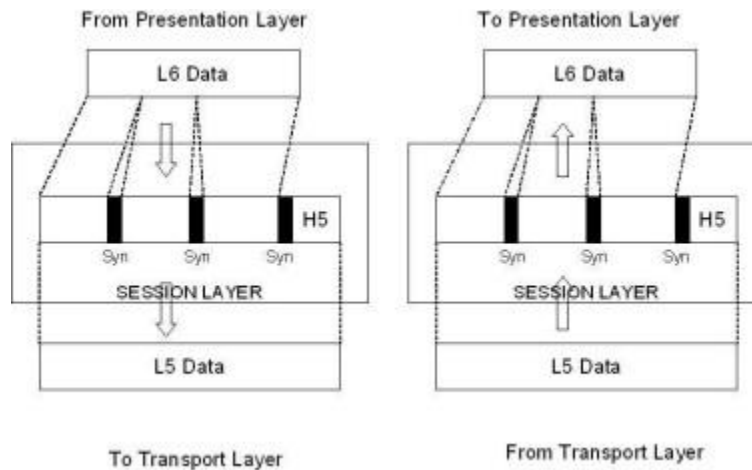 From Presentation Layer
L6 Data
H5
Syn Syn Syn
SESSION LAYER
L5 Data
To Transport Layer
To Presentation Layer
L6 Data
H5
Syn Syn Syn
SESSION LAYER
L5 Data
From Transport Layer